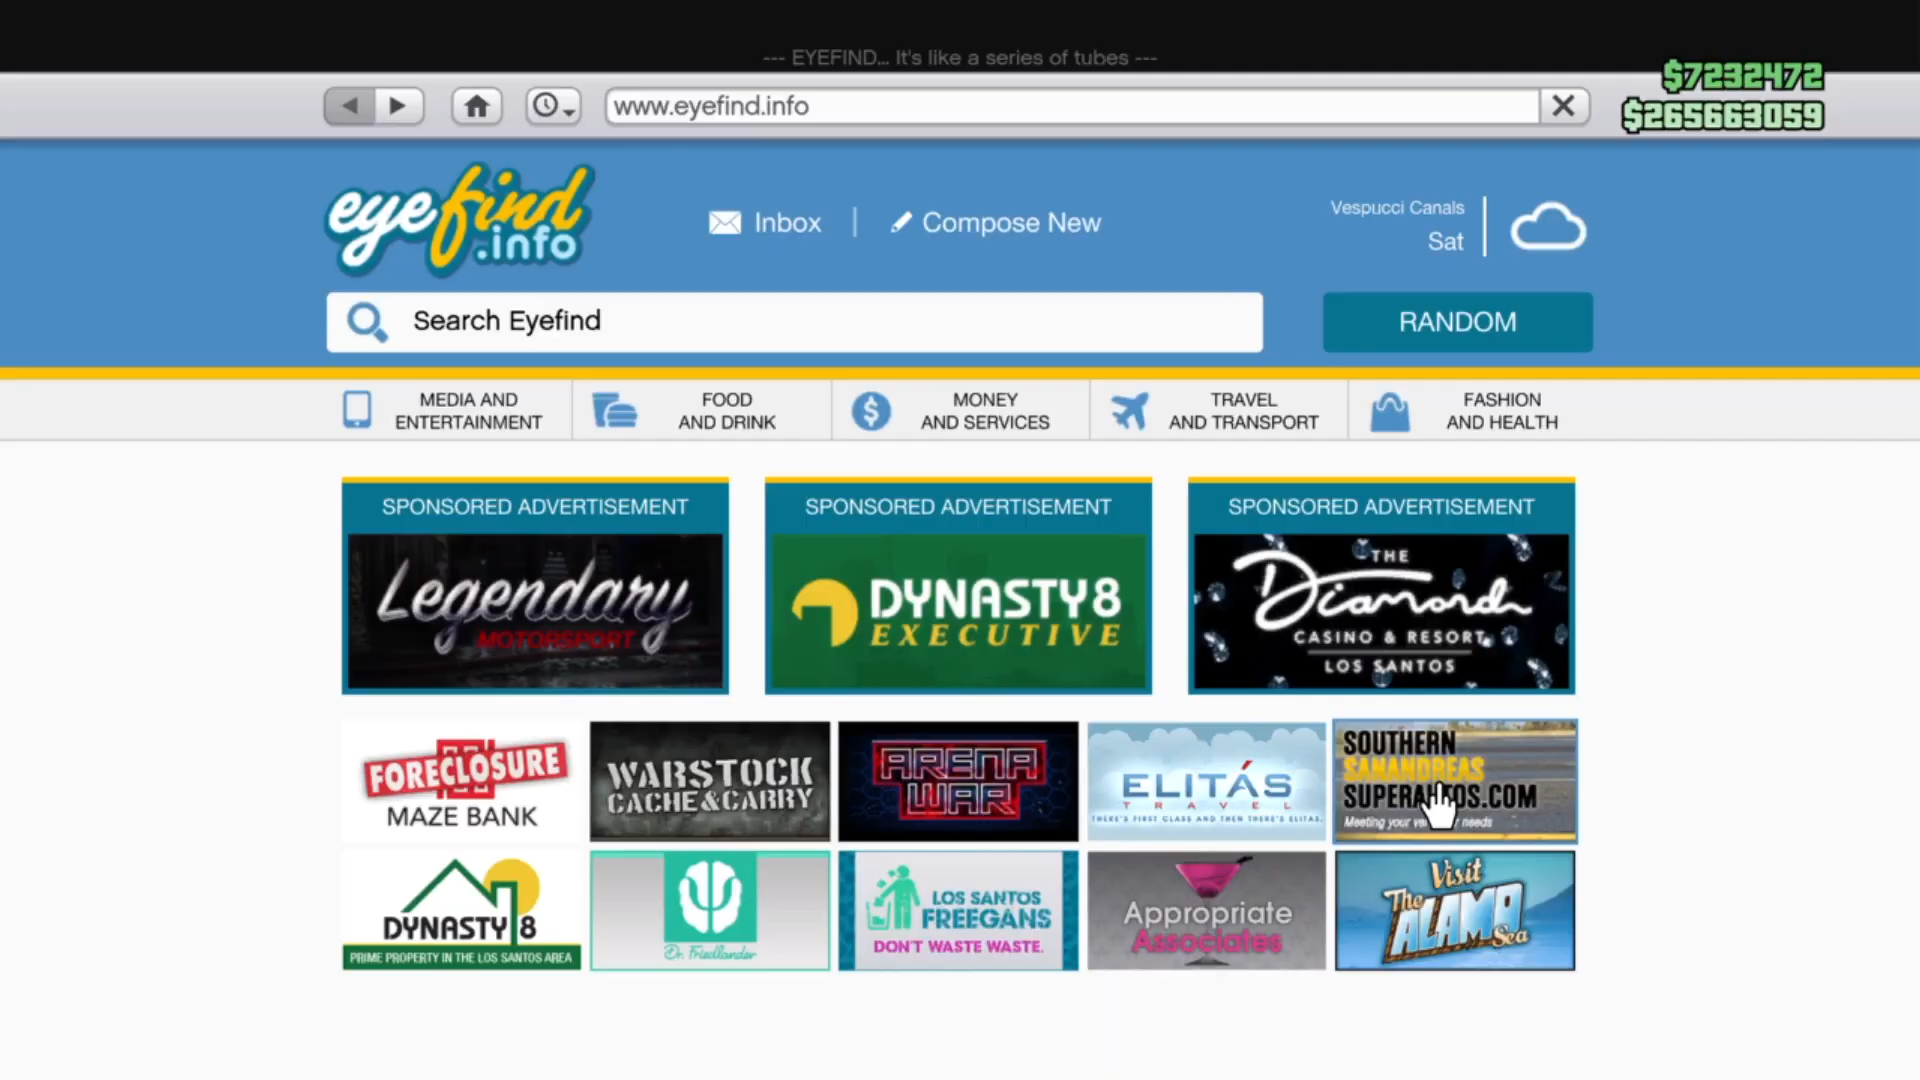 --- EYEFIND... It's like a series of tubes ---
$7232472
www.eyefind.info
$265663059
eyefind
.info
Inbox
Compose New
Vespucci Canals
Sat
Search Eyefind
RANDOM
MEDIA AND
ENTERTAINMENT
FOOD
AND DRINK
MONEY
AND SERVICES
TRAVEL
AND TRANSPORT
FASHION
AND HEALTH
SPONSORED ADVERTISEMENT
Legendary
MOTORSPORT
SPONSORED ADVERTISEMENT
DYNASTY8
EXECUTIVE
SPONSORED ADVERTISEMENT
THE
Diamond
CASINO & RESORT
LOS SANTOS
FORECLOSURE
MAZE BANK
WARSTOCK
CACHE&CARRY
ARENA
WAR
ELITÁS
TRAVEL
THERE'S FIRST CLASS AND THEN THERE'S ELITAS.
SOUTHERN
SANANDREAS
SUPERAUTOS.COM
Meeting your needs
DYNASTY 8
PRIME PROPERTY IN THE LOS SANTOS AREA
Dr. Friedlander
LOS SANTOS
FREEGANS
DON'T WASTE WASTE.
Appropriate
Associates
Visit
The
ALAMO
Sea